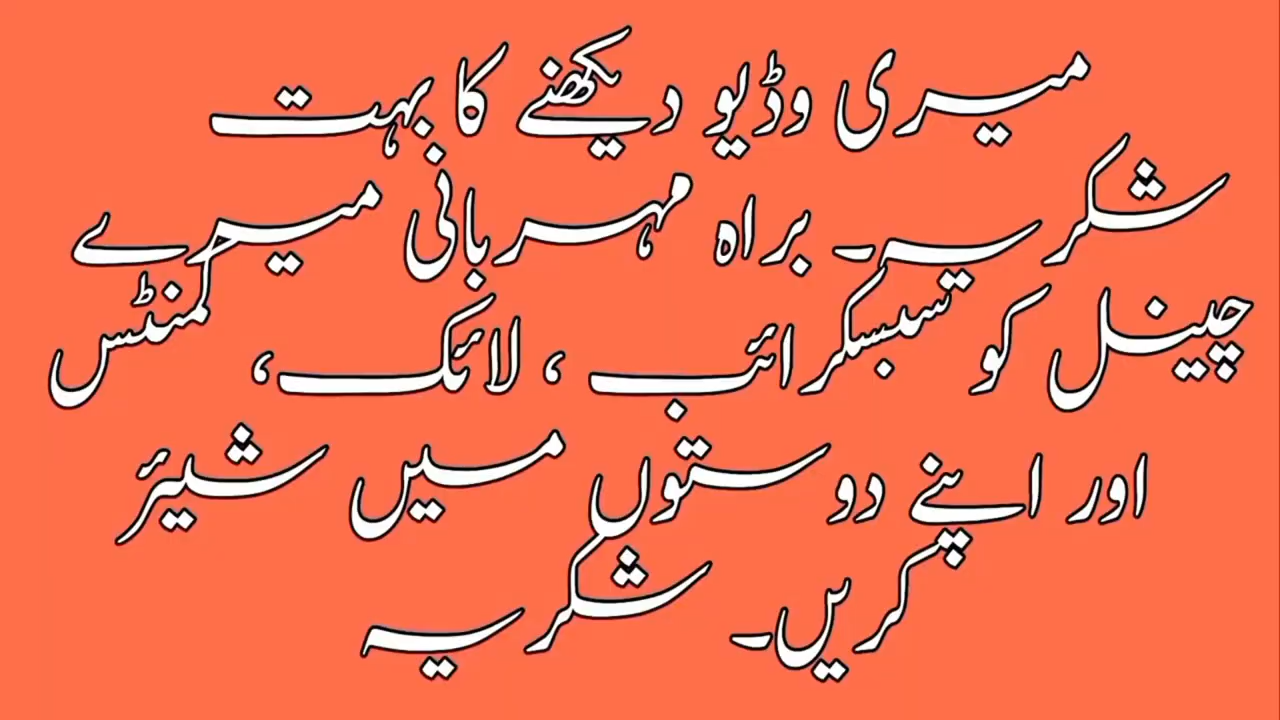 میری وڈیو دیکھنے کا بہت
شکریہ۔ براہ مہربانی میرے
چینل کو سبسکرائب ، لائک، کمنٹس
اور اپنے دوستوں میں شیئر
کریں۔ شکریہ